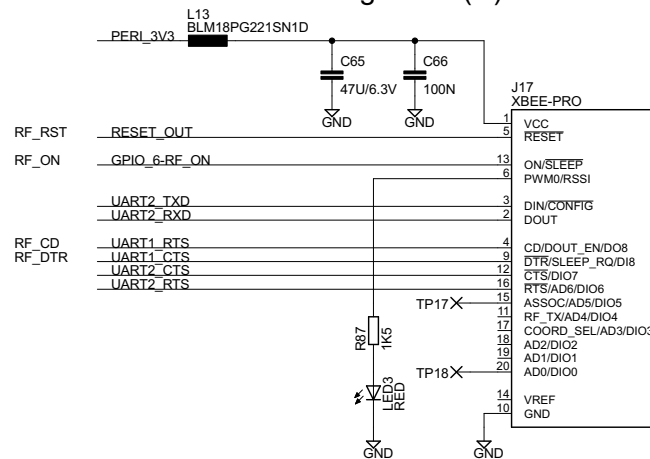 L13
BLM18PG221SN1D
PERI_3V3
C65
47U/6.3V
GND
C66
100N
GND
J17
XBEE-PRO
1 VCC
RF_RST RESET_OUT 5 RESET
RF_ON GPIO_6-RF_ON 13 ON/SLEEP
6 PWM0/RSSI
UART2_TXD 3 DIN/CONFIG
UART2_RXD 2 DOUT
RF_CD UART1_RTS 4 CD/DOUT_EN/DO8
RF_DTR UART1_CTS 9 DTR/SLEEP_RQ/DI8
UART2_CTS 12 CTS/DIO7
UART2_RTS 16 RTS/AD6/DIO6
TP17 15 ASSOC/AD5/DIO5
11 RF_TX/AD4/DIO4
17 COORD_SEL/AD3/DIO3
18 AD2/DIO2
19 AD1/DIO1
TP18 20 AD0/DIO0
R87
1K5
LED3
RED
14 VREF
10 GND
GND
GND